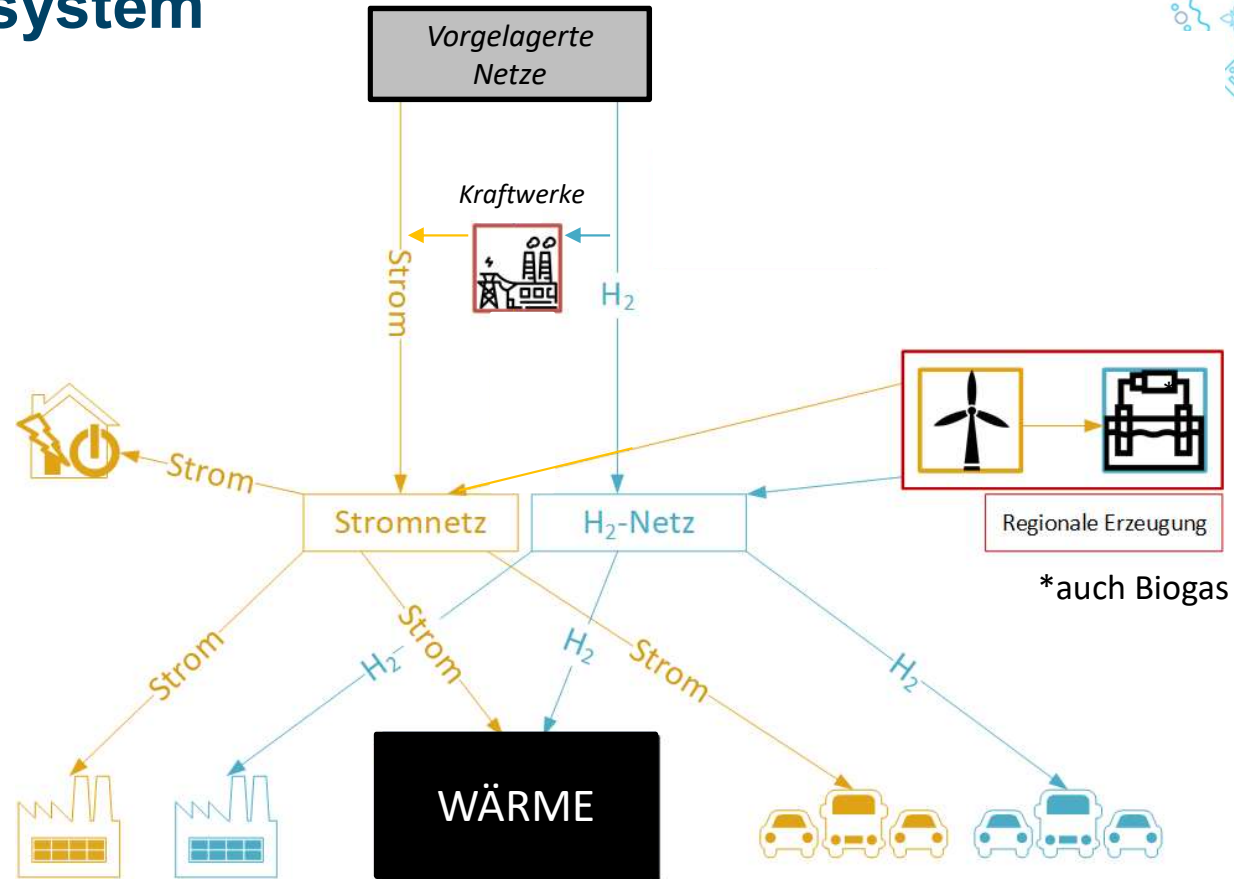 system
Vorgelagerte
Netze
Kraftwerke
Strom
H₂
*
Strom
Stromnetz
H₂-Netz
Regionale Erzeugung
*auch Biogas
Strom
H₂
Strom
H₂
Strom
H₂
WÄRME